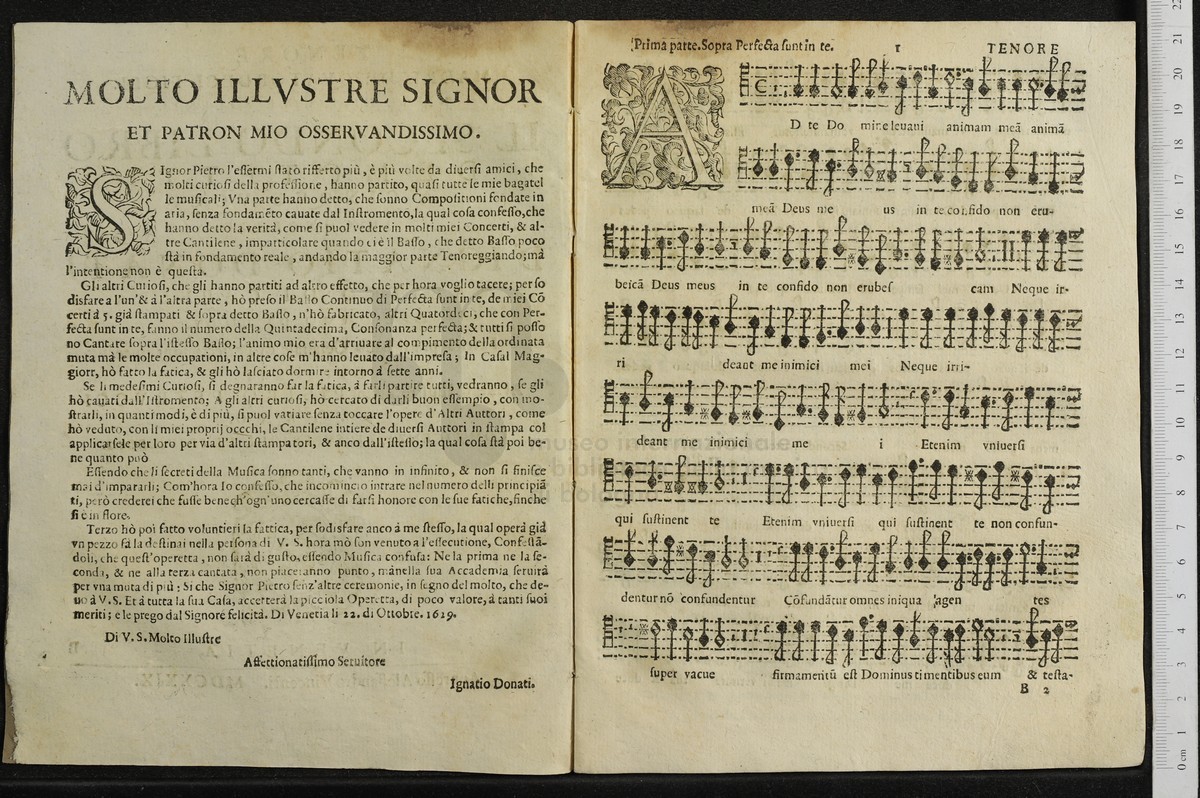 MOLTO ILLVSTRE SIGNOR
ET PATRON MIO OSSERVANDISSIMO.
SIgnor Pietro l'essermi stato rifferto più, è più volte da diuersi amici, che
molti curiosi della professione, hanno partito, quasi tutte le mie bagatel
le musicali; Vna parte hanno detto, che sonno Compositioni fondate in
aria, senza fondamēto cauate dal Instromento, la qual cosa confesso, che
hanno detto la verità, come si puol vedere in molti miei Concerti, & al-
tre Cantilene, impatticolare quando ci è il Basso, che detto Basso poco
stà in fondamento reale, andando la maggior parte Tenoreggiando; mà
l'intentione non è questa.
Gli altri Curiosi, che gli hanno partiti ad altro effetto, che per hora voglio tacere; per so
disfare a l'un'& à l'altra parte, hò preso il Basso Continuo di Perfecta sunt in te, de miei Cō
certi à 5. già stampati & sopra detto Basso, n'hò fabricato, altri Quatordeci, che con Per-
fecta sunt in te, fanno il numero della Quintadecima, Consonanza perfecta; & tutti si posso
no Cantare sopra l'istesso Basso; l'animo mio era d'arriuare al compimento della ordinata
muta mà le molte occupationi, in altre cose m'hanno leuato dall'impresa; In Casal Mag-
giore, hò fatto la fatica, & gli hò lasciato dormire intorno à sette anni.
Se li medesimi Curiosi, si degnaranno far la fatica, à farli partire tutti, vedranno, se gli
hò cauati dall'Istromento; A gli altri curiosi, hò cercato di darli buon essempio, con mo-
strarli, in quanti modi, è di più, si puol variare senza toccare l'opere d'Altri Auttori, come
hò veduto, con li miei proprij occchi, le Cantilene intiere de diuersi Auttori in stampa col
applicarsele per loro per via d'altri stampatori, & anco dall'istesso; la qual cosa stà poi be-
ne quanto può
Essendo che li secreti della Musica sonno tanti, che vanno in infinito, & non si finisce
mai d'impararli; Com'hora Io confesso, che incomincio intrare nel numero delli principiā
ti, però crederei che fusse bene ch'ogn'uno cercasse di farsi honore con le sue fatiche, finche
si è in flore.
Terzo hò poi fatto voluntieri la fattica, per sodisfare anco à me stesso, la qual opera già
vn pezzo fà la destinai nella persona di V. S. hora mò son venuto a l'essecutione, Confessā-
doli, che quest'operetta, non sarà di gusto, essendo Musica confusa: Ne la prima ne la se-
conda, & ne alla terza cantata, non piaceranno punto, mà nella sua Accademia seruirà
per vna muta di più: Si che Signor Pietro senz'altre ceremonie, in segno del molto, che de-
uo à V. S. Et à tutta la sua Casa, accetterà la picciola Operetta, di poco valore, à tanti suoi
meriti; e le prego dal Signore felicità. Di Venetia li 22. di Ottobre. 1619.
Di V. S. Molto Illustre
Affettionatissimo Seruitore
Ignatio Donati.
Prima parte. Sopra Perfecta sunt in te. 1 TENORE
AD te Do mine leuaui animam meā animā
meā Deus me us in te confido non eru-
bescā Deus meus in te confido non erubes cam Neque ir-
ri deant me inimici mei Neque irri-
deant me inimici me i Etenim vniuersi
qui sustinent te Etenim vniuersi qui sustinent te non confun-
dentur nō confundentur Cōfundātur omnes iniqua agen tes
super vacue firmamentū est Dominus timentibus eum & testa-
B 2
museo internazionale